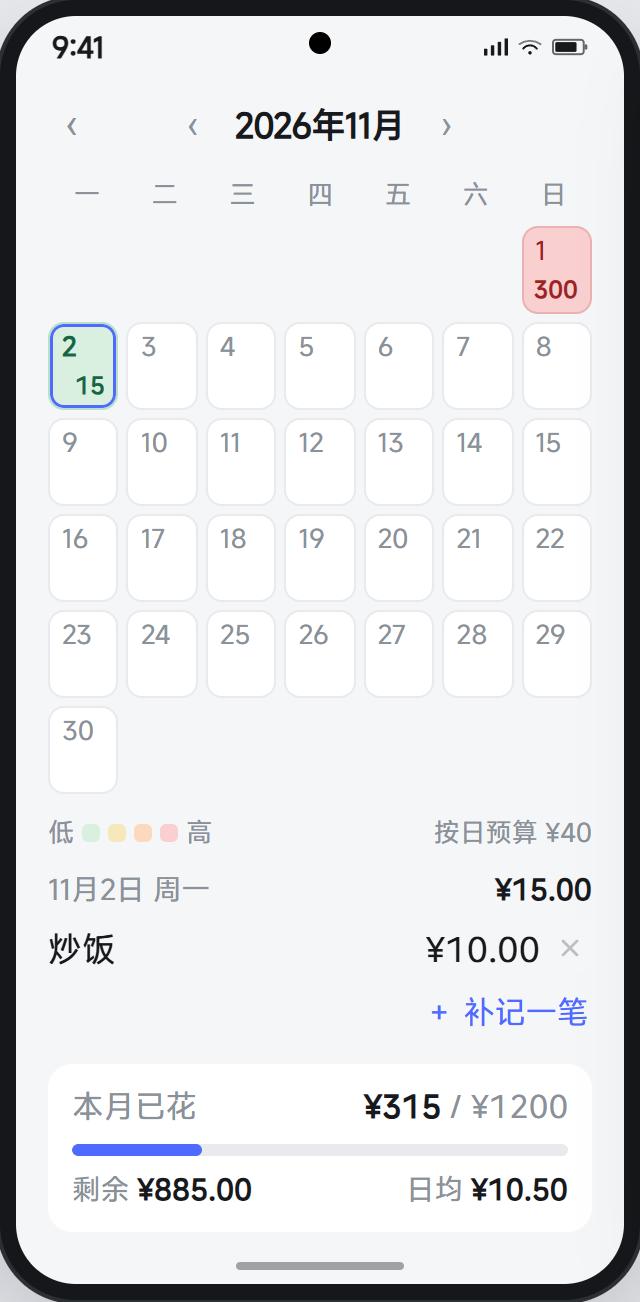 9:41
‹ ‹ 2026年11月 ›
一 二 三 四 五 六 日
1
300
2 3 4 5 6 7 8
15
9 10 11 12 13 14 15
16 17 18 19 20 21 22
23 24 25 26 27 28 29
30
低 高 按日预算 ¥40
11月2日 周一 ¥15.00
炒饭 ¥10.00 ×
+ 补记一笔
本月已花 ¥315 / ¥1200
剩余 ¥885.00 日均 ¥10.50